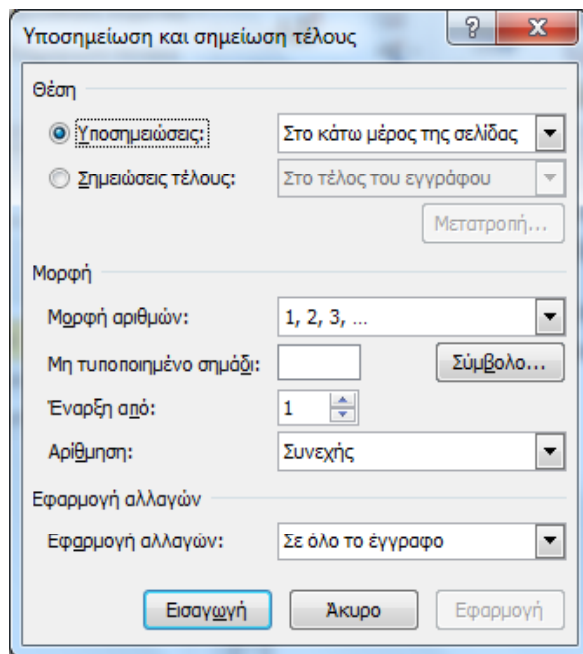 Υποσημείωση και σημείωση τέλους
Θέση
Υποσημειώσεις: Στο κάτω μέρος της σελίδας
Σημειώσεις τέλους: Στο τέλος του εγγράφου
Μετατροπή...
Μορφή
Μορφή αριθμών: 1, 2, 3, ...
Μη τυποποιημένο σημάδι: Σύμβολο...
Έναρξη από: 1
Αρίθμηση: Συνεχής
Εφαρμογή αλλαγών
Εφαρμογή αλλαγών: Σε όλο το έγγραφο
Εισαγωγή Άκυρο Εφαρμογή